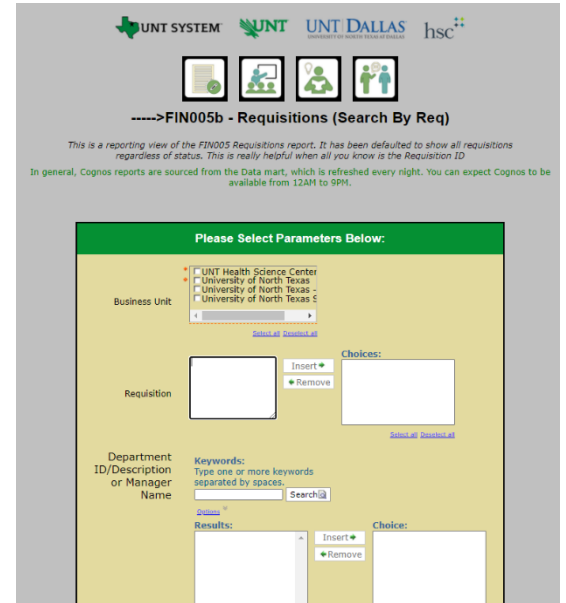 UNT SYSTEM UNT UNT DALLAS hsc
UNIVERSITY OF NORTH TEXAS AT DALLAS
----->FIN005b - Requisitions (Search By Req)
This is a reporting view of the FIN005 Requisitions report. It has been defaulted to show all requisitions
regardless of status. This is really helpful when all you know is the Requisition ID
In general, Cognos reports are sourced from the Data mart, which is refreshed every night. You can expect Cognos to be
available from 12AM to 9PM.
Please Select Parameters Below:
Business Unit
* UNT Health Science Center
* University of North Texas
University of North Texas -
University of North Texas S
Select all Deselect all
Requisition
Insert
Remove
Choices:
Select all Deselect all
Department
ID/Description
or Manager
Name
Keywords:
Type one or more keywords
separated by spaces.
Search
Options
Results:
Insert
Remove
Choice: